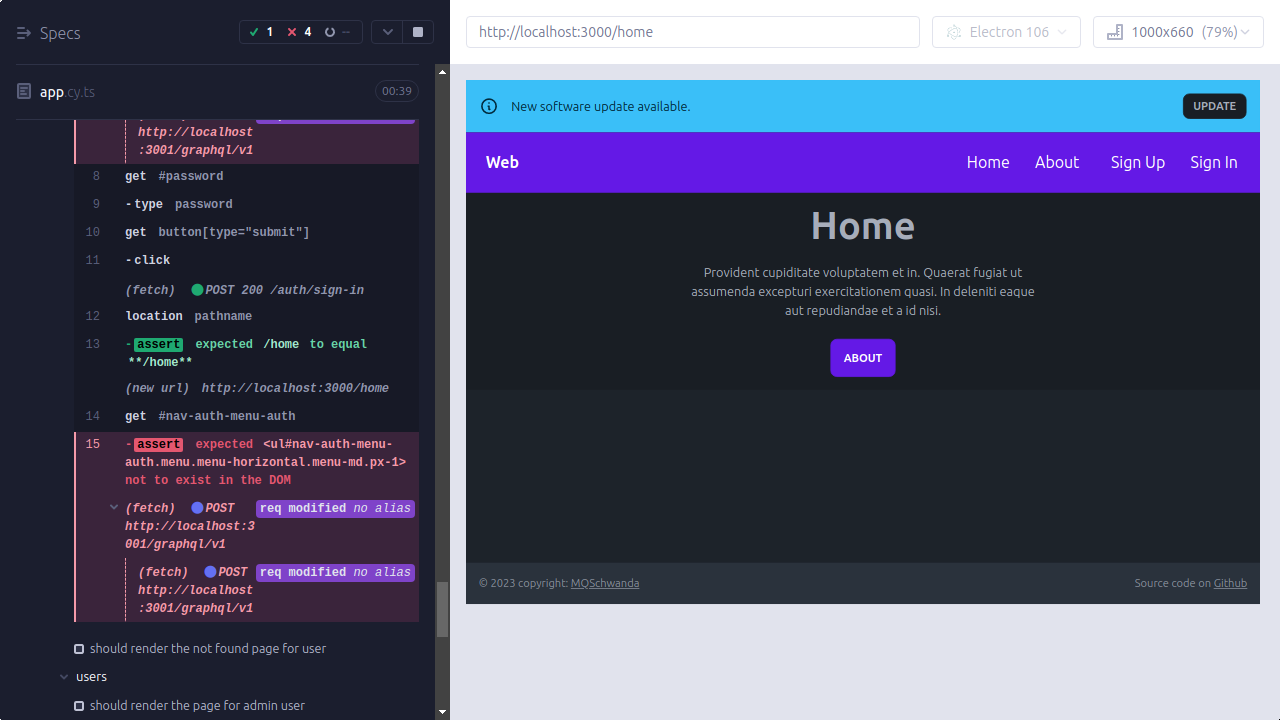 Specs
1
4
--
app.cy.ts
00:39
http://localhost
:3001/graphql/v1
8 get #password
9 -type password
10 get button[type="submit"]
11 -click
(fetch) POST 200 /auth/sign-in
12 location pathname
13 -assert expected /home to equal
**/home**
(new url) http://localhost:3000/home
14 get #nav-auth-menu-auth
15 -assert expected <ul#nav-auth-menu-
auth.menu.menu-horizontal.menu-md.px-1>
not to exist in the DOM
(fetch) POST req modified no alias
http://localhost:3
001/graphql/v1
(fetch) POST req modified no alias
http://localhost
:3001/graphql/v1
should render the not found page for user
users
should render the page for admin user
http://localhost:3000/home
Electron 106
1000x660 (79%)
New software update available.
UPDATE
Web
Home About Sign Up Sign In
Home
Provident cupiditate voluptatem et in. Quaerat fugiat ut
assumenda excepturi exercitationem quasi. In deleniti eaque
aut repudiandae et a id nisi.
ABOUT
© 2023 copyright: MQSchwanda
Source code on Github